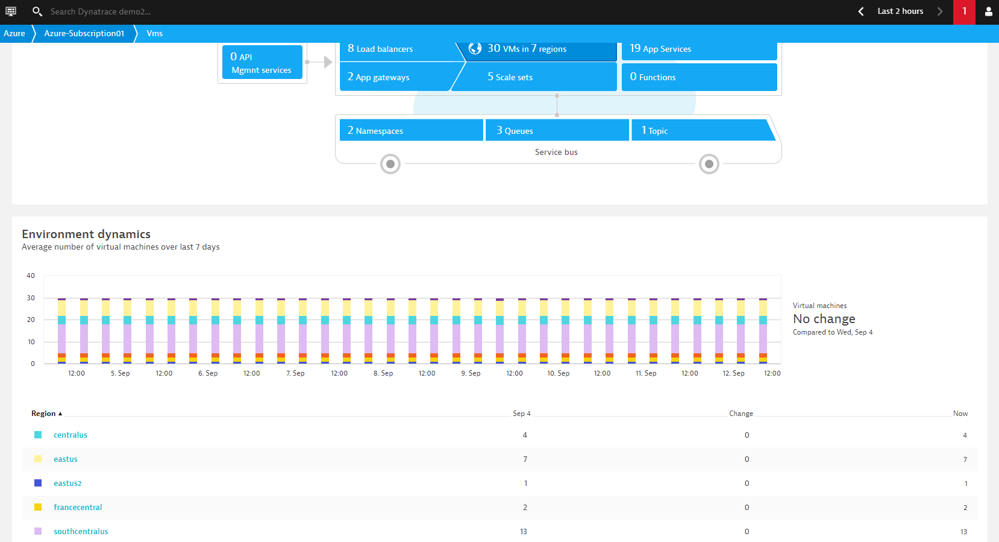 Search Dynatrace demo2...
Last 2 hours
1
Azure
Azure-Subscription01
Vms
0 API
Mgmnt services
8 Load balancers
30 VMs in 7 regions
19 App Services
2 App gateways
5 Scale sets
0 Functions
2 Namespaces
3 Queues
1 Topic
Service bus
Environment dynamics
Average number of virtual machines over last 7 days
40
30
20
10
0
12:00 5. Sep 12:00 6. Sep 12:00 7. Sep 12:00 8. Sep 12:00 9. Sep 12:00 10. Sep 12:00 11. Sep 12:00 12. Sep 12:00
Virtual machines
No change
Compared to Wed, Sep 4
Region ▲ Sep 4 Change Now
centralus 4 0 4
eastus 7 0 7
eastus2 1 0 1
francecentral 2 0 2
southcentralus 13 0 13